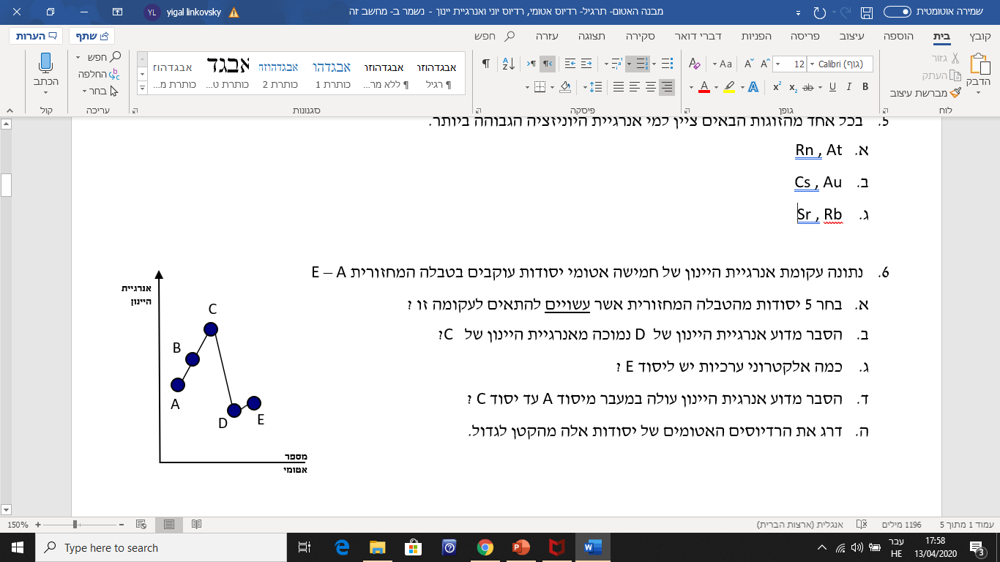 שמירה אוטומטית
מבנה האטום- תרגיל- רדיוס אטומי, רדיוס יוני ואנרגיית יינון - נשמר ב- מחשב זה
yigal linkovsky YL
קובץ בית הוספה עיצוב פריסה הפניות דברי דואר סקירה תצוגה עזרה חפש שתף הערות
הדבק
גזור
העתק
מברשת עיצוב
Calibri (גוף) 12
Aa
אבגדהוזר אבגדהוזר אבגדהו אבגדהוזח אבגד אבגדהוזז
¶ רגיל ¶ ללא מר... כותרת 1 כותרת 2 כותרת ט... כותרת מ...
חפש
החלפה
בחר
הכתב
לוח גופן פיסקה סגנונות עריכה קול
5. בכל אחד מהזוגות הבאים ציין למי אנרגיית היוניזציה הגבוהה ביותר.
א. Rn , At
ב. Cs , Au
ג. Sr , Rb
6. נתונה עקומת אנרגיית היינון של חמישה אטומי יסודות עוקבים בטבלה המחזורית E – A
א. בחר 5 יסודות מהטבלה המחזורית אשר עשויים להתאים לעקומה זו ?
ב. הסבר מדוע אנרגיית היינון של D נמוכה מאנרגיית היינון של C?
ג. כמה אלקטרוני ערכיות יש ליסוד E ?
ד. הסבר מדוע אנרגית היינון עולה במעבר מיסוד A עד יסוד C ?
ה. דרג את הרדיוסים האטומים של יסודות אלה מהקטן לגדול.
אנרגיית
היינון
C
B
A
D
E
מספר
אטומי
עמוד 1 מתוך 5 1196 מילים אנגלית (ארצות הברית) 150%
Type here to search
עבר
HE
17:58
13/04/2020
3